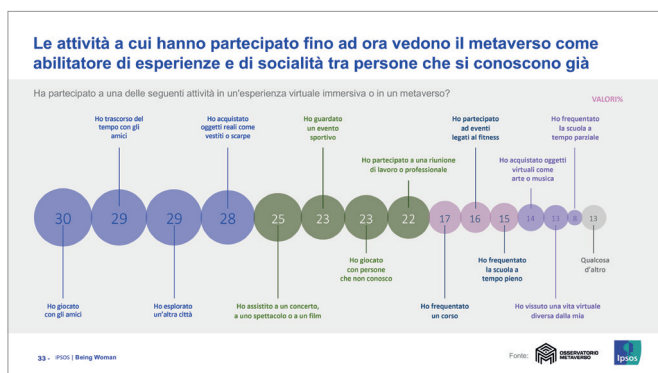 Le attività a cui hanno partecipato fino ad ora vedono il metaverso come
abilitatore di esperienze e di socialità tra persone che si conoscono già
Ha partecipato a una delle seguenti attività in un'esperienza virtuale immersiva o in un metaverso?
VALORI%
Ho trascorso del
tempo con gli
amici
Ho acquistato
oggetti reali come
vestiti o scarpe
Ho guardato
un evento
sportivo
Ho partecipato a una riunione
di lavoro o professionale
Ho partecipato
ad eventi
legati al fitness
Ho acquistato oggetti
virtuali come
arte o musica
Ho frequentato
la scuola a
tempo parziale
30 29 29 28 25 23 23 22 17 16 15 14 11 8 13
Ho giocato
con gli amici
Ho esplorato
un'altra città
Ho assistito a un concerto,
a uno spettacolo o a un film
Ho giocato
con persone
che non conosco
Ho frequentato
un corso
Ho frequentato
la scuola a
tempo pieno
Ho vissuto una vita virtuale
diversa dalla mia
Qualcosa
d'altro
33 - IPSOS | Being Woman
Fonte:
OSSERVATORIO
METAVERSO
Ipsos